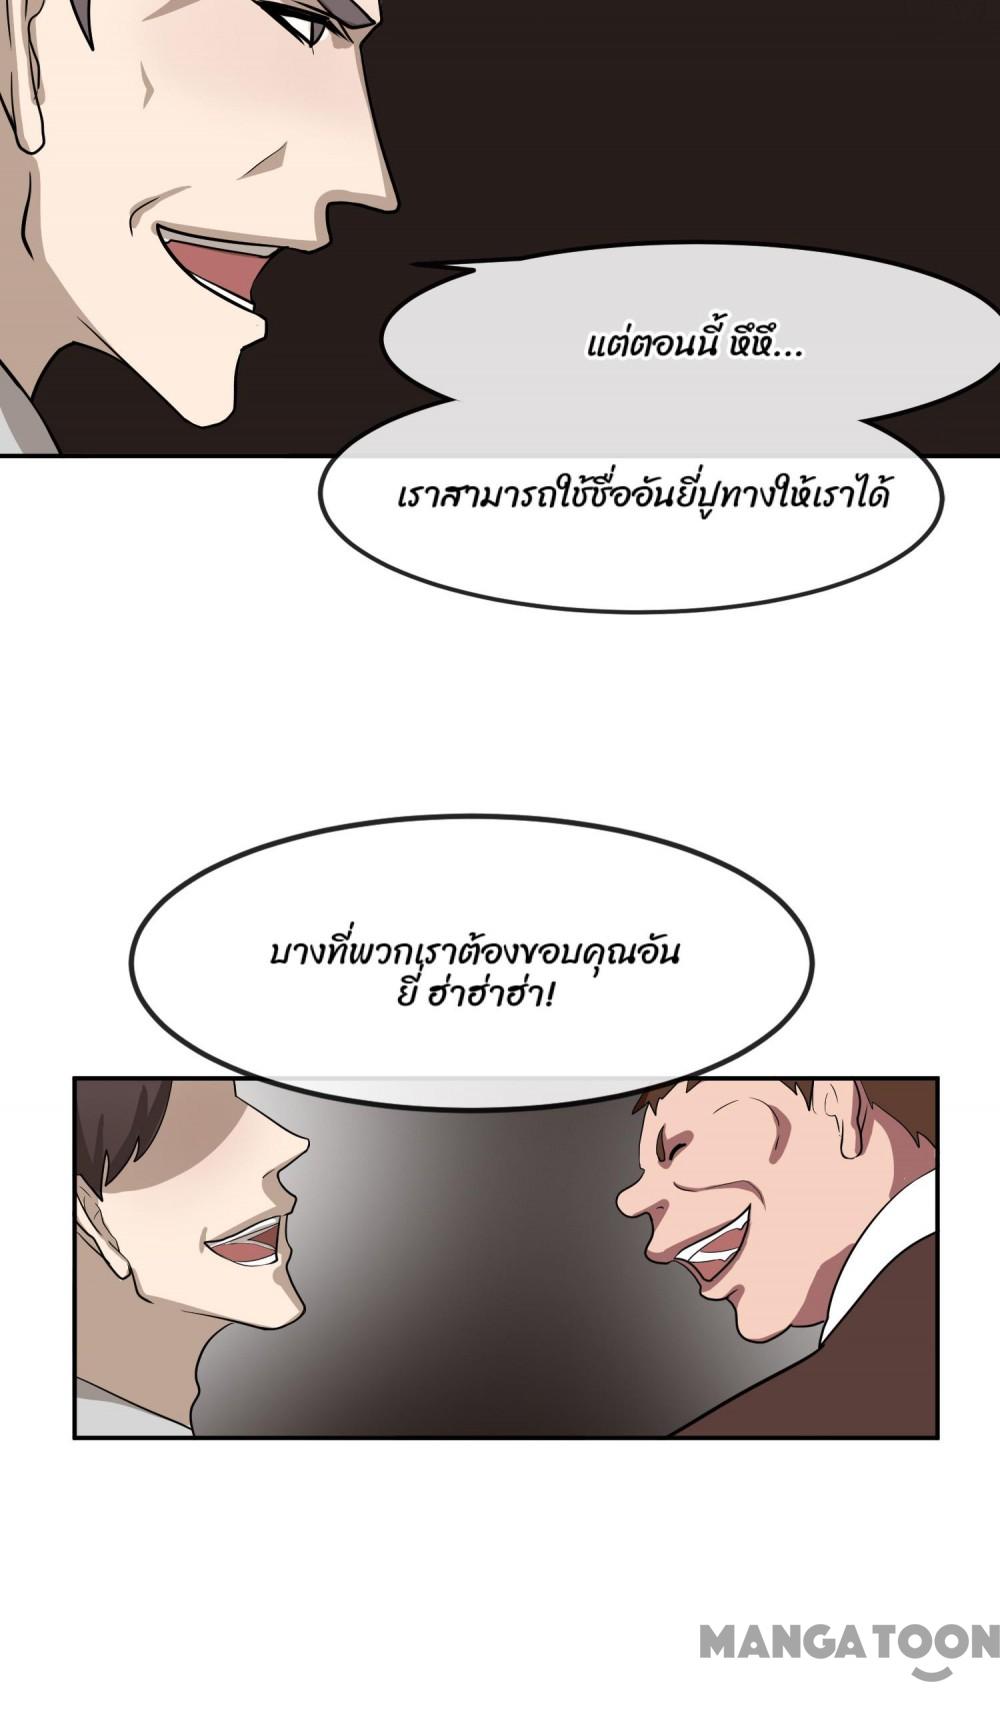 แต่ตอนนี้ หึหึ...
เราสามารถใช้ชื่ออันยี่ปูทางให้เราได้
บางที่พวกเราต้องขอบคุณอัน
ยี่ ฮ่าฮ่าฮ่า!
MANGATOON